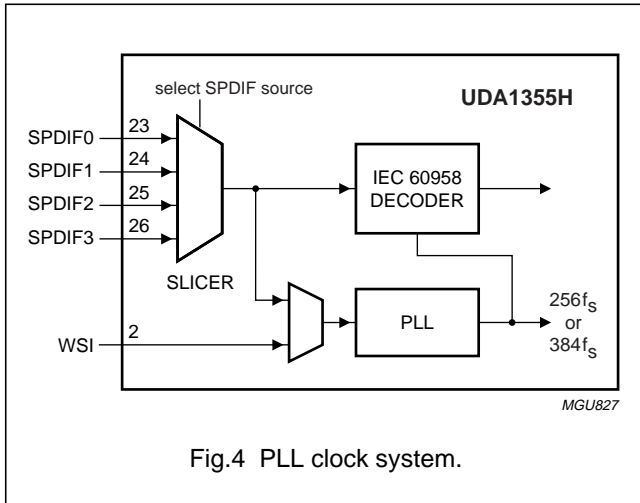 select SPDIF source
UDA1355H
SPDIF0
23
SPDIF1
24
SPDIF2
25
SPDIF3
26
SLICER
IEC 60958
DECODER
WSI
2
PLL
256fs
or
384fs
MGU827
Fig.4 PLL clock system.